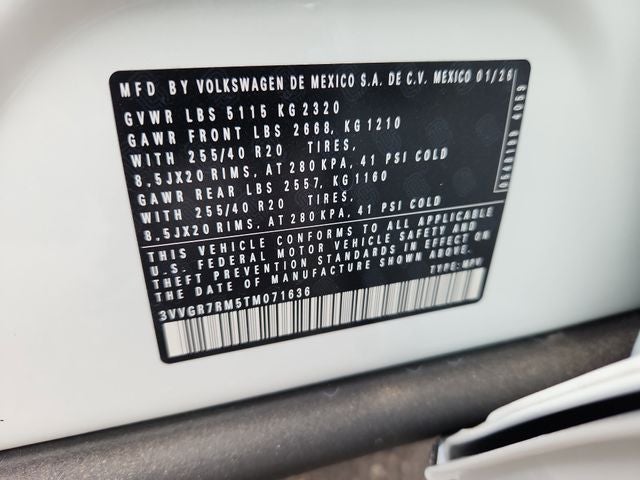 MFD BY VOLKSWAGEN DE MEXICO S.A. DE C.V. MEXICO 01/26
GVWR LBS 5115 KG 2320
GAWR FRONT LBS 2668, KG 1210
WITH 255/40 R20 TIRES,
8,5JX20 RIMS, AT 280 KPA, 41 PSI COLD
GAWR REAR LBS 2557, KG 1160
WITH 255/40 R20 TIRES,
8,5JX20 RIMS, AT 280 KPA, 41 PSI COLD
THIS VEHICLE CONFORMS TO ALL APPLICABLE
U.S. FEDERAL MOTOR VEHICLE SAFETY AND
THEFT PREVENTION STANDARDS IN EFFECT ON
THE DATE OF MANUFACTURE SHOWN ABOVE.
TYPE: MPV
3VVGR7RM5TM071636
4059